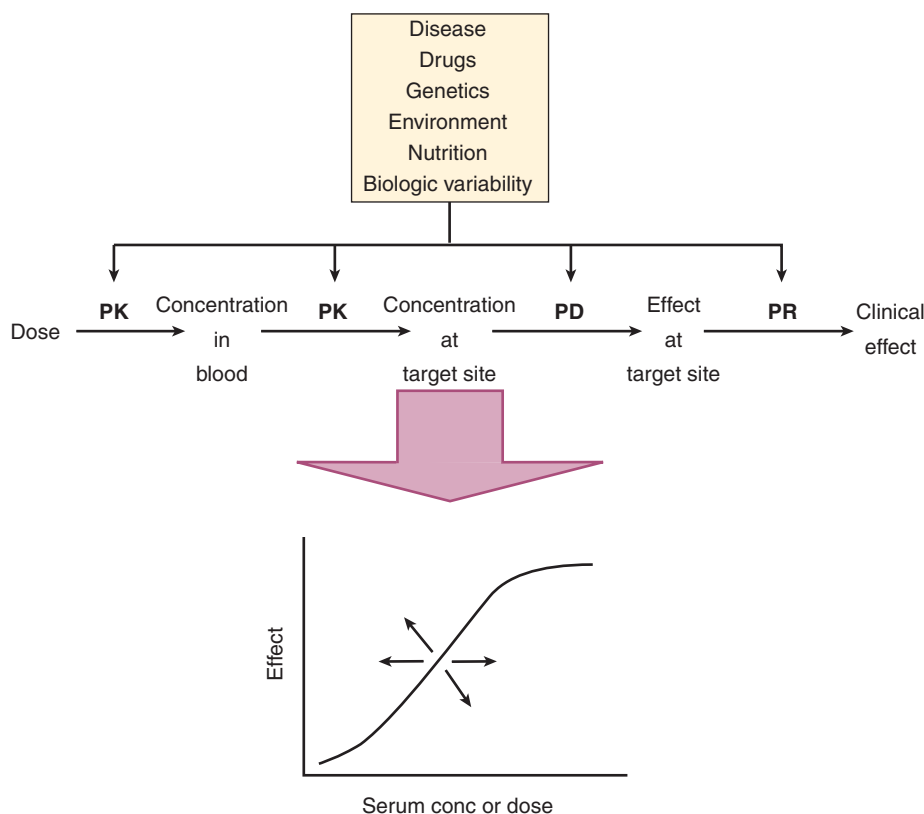 Disease
Drugs
Genetics
Environment
Nutrition
Biologic variability
Dose
PK
Concentration
in
blood
PK
Concentration
at
target site
PD
Effect
at
target site
PR
Clinical
effect
Effect
Serum conc or dose